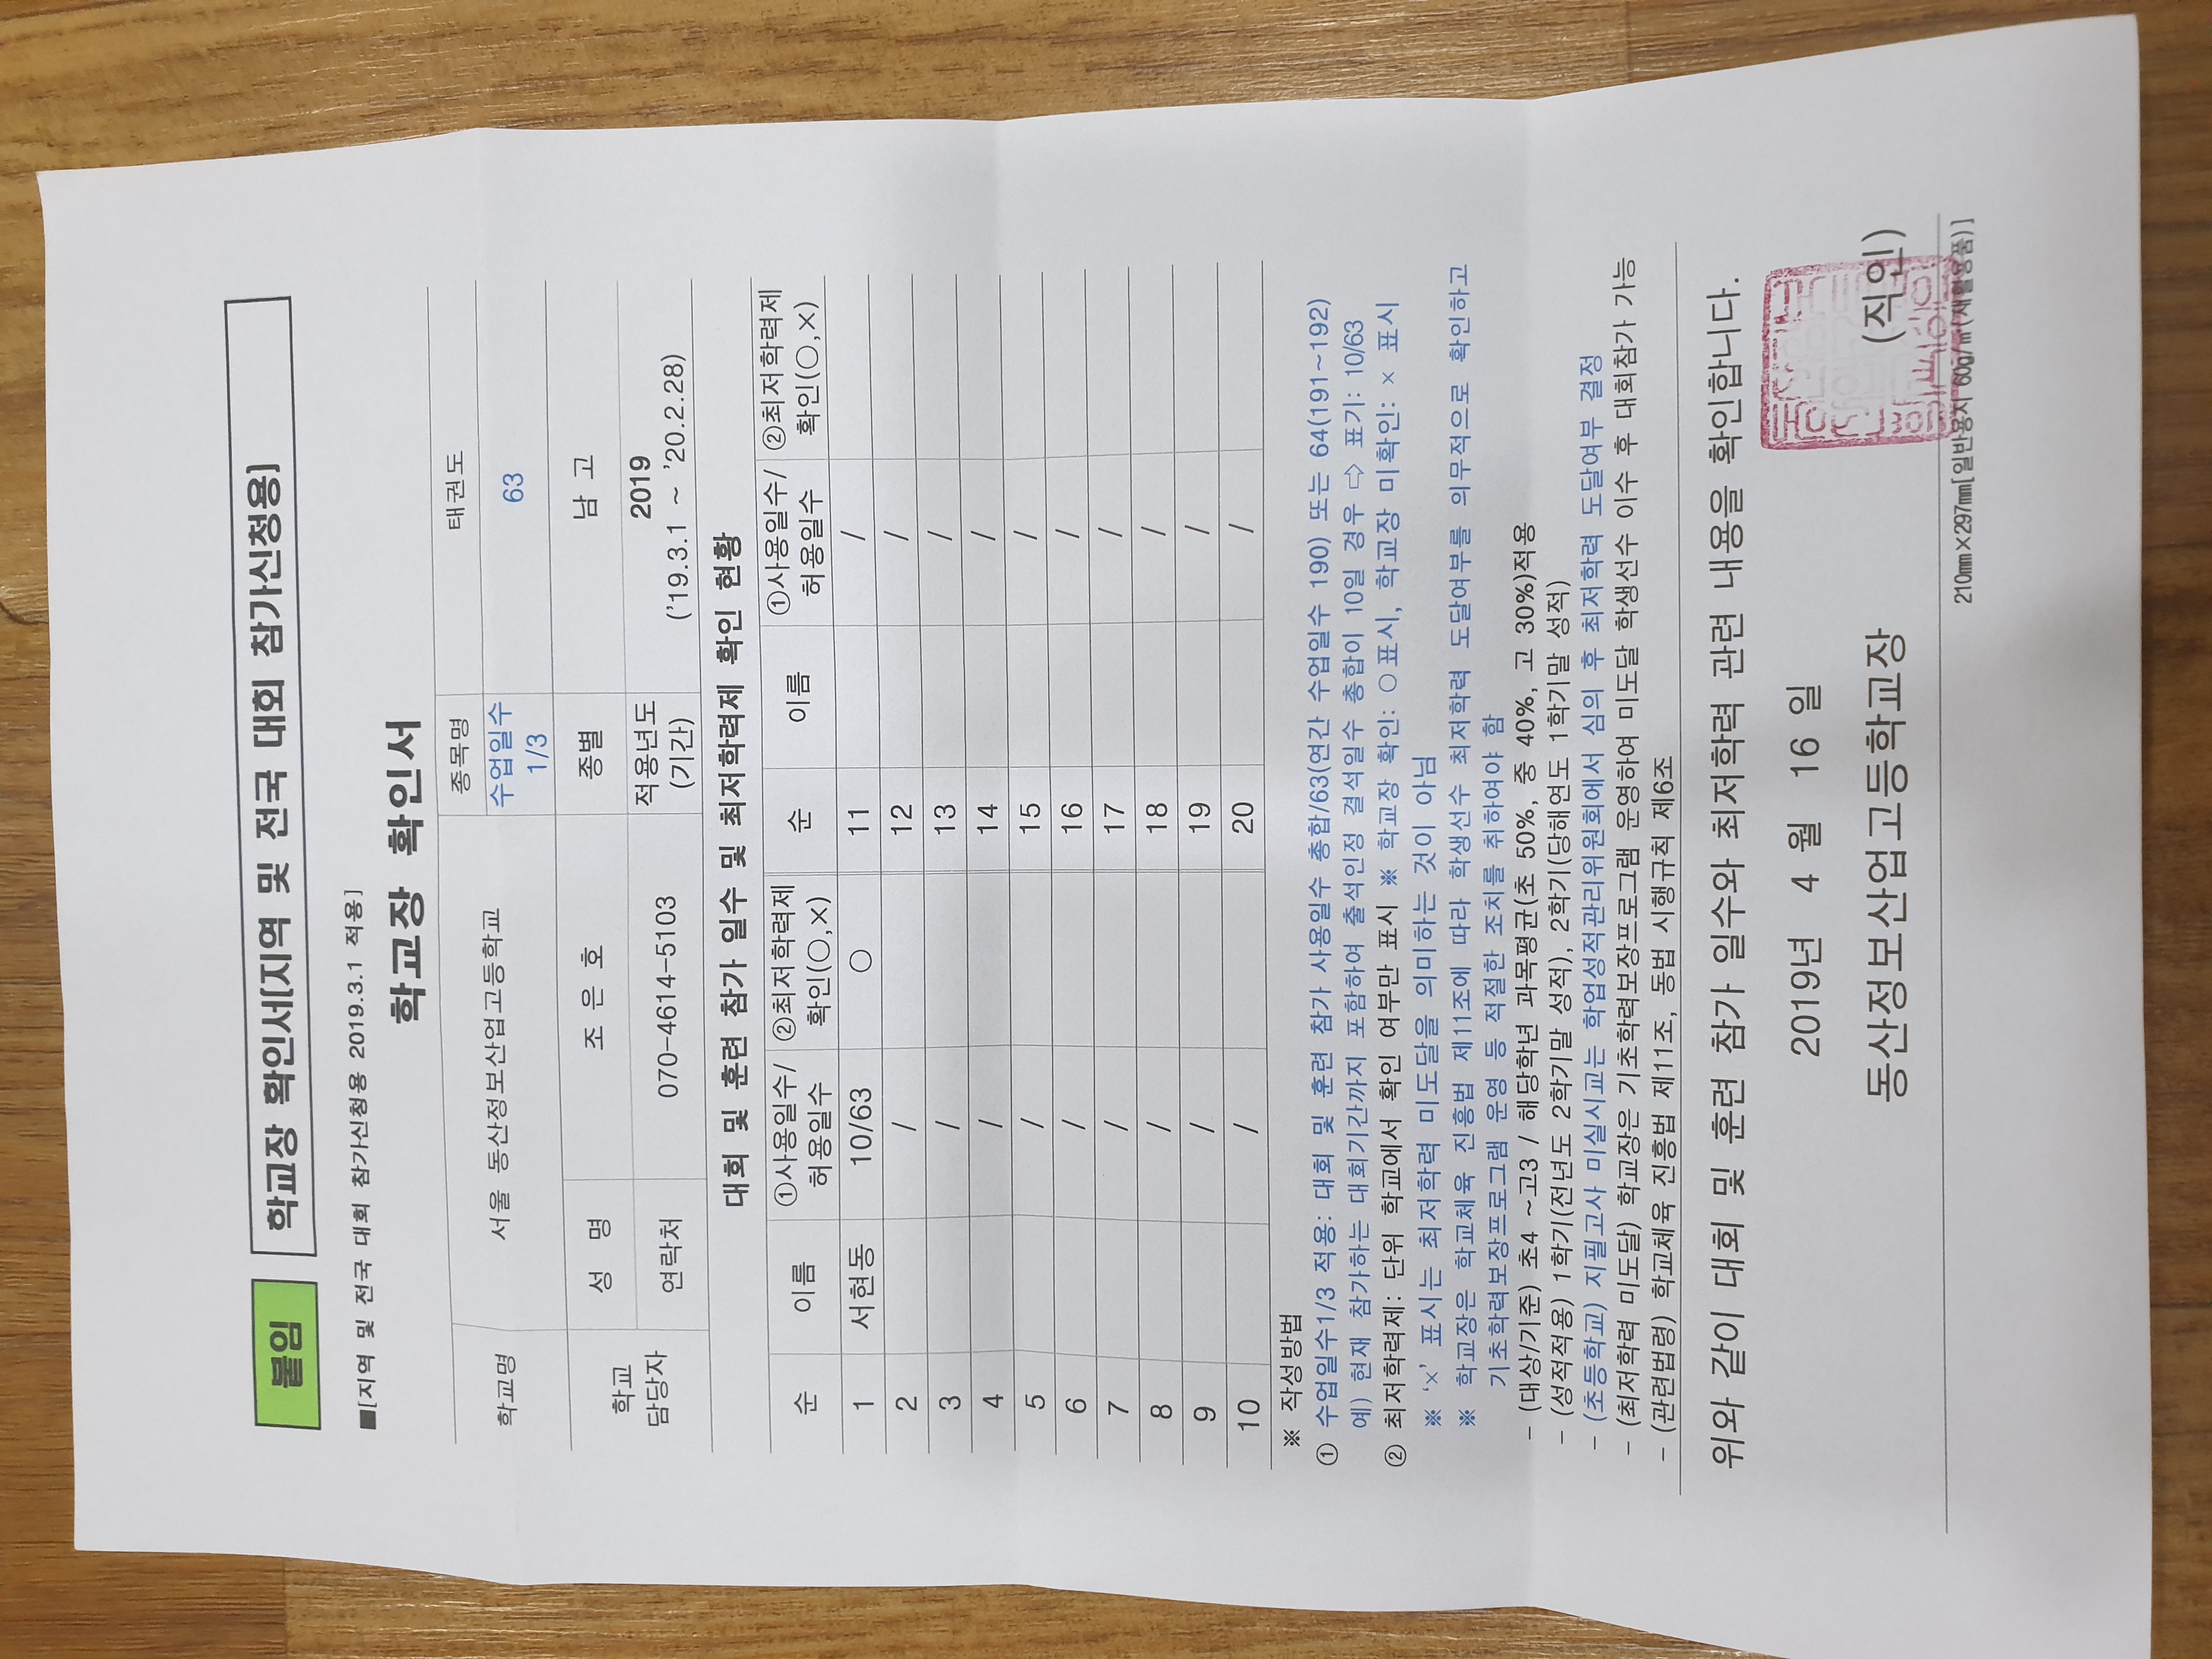 붙임
학교장 확인서[지역 및 전국 대회 참가신청용]
■[지역 및 전국 대회 참가신청용 2019.3.1 적용]
학교장 확인서
학교명 서울 동산정보산업고등학교 종목명 태권도
수업일수 1/3 63
학교 담당자 성 명 조 은 호 종별 남 고
연락처 070-4614-5103 적용년도 (기간) 2019 ('19.3.1 ~ '20.2.28)
대회 및 훈련 참가 일수 및 최저학력제 확인 현황
순 이름 ①사용일수/허용일수 ②최저학력제 확인(○,×) 순 이름 ①사용일수/허용일수 ②최저학력제 확인(○,×)
1 서현동 10/63 ○ 11 /
2 / 12 /
3 / 13 /
4 / 14 /
5 / 15 /
6 / 16 /
7 / 17 /
8 / 18 /
9 / 19 /
10 / 20 /
※ 작성방법
① 수업일수1/3 적용: 대회 및 훈련 참가 사용일수 총합/63(연간 수업일수 190) 또는 64(191~192)
예) 현재 참가하는 대회기간까지 포함하여 출석인정 결석일수 총합이 10일 경우 ⇨ 표기: 10/63
② 최저학력제: 단위 학교에서 확인 여부만 표시 ※ 학교장 확인: ○표시, 학교장 미확인: × 표시
※ '×' 표시는 최저학력 미도달을 의미하는 것이 아님
※ 학교장은 학교체육 진흥법 제11조에 따라 학생선수 최저학력 도달여부를 의무적으로 확인하고
기초학력보장프로그램 운영 등 적절한 조치를 취하여야 함
- (대상/기준) 초4 ~고3 / 해당학년 과목평균(초 50%, 중 40%, 고 30%)적용
- (성적적용) 1학기(전년도 2학기말 성적), 2학기(당해연도 1학기말 성적)
- (초등학교) 지필고사 미실시교는 학업성적관리위원회에서 심의 후 최저학력 도달여부 결정
- (최저학력 미도달) 학교장은 기초학력보장프로그램 운영하여 미도달 학생선수 이수 후 대회참가 가능
- (관련법령) 학교체육 진흥법 제11조, 동법 시행규칙 제6조
위와 같이 대회 및 훈련 참가 일수와 최저학력 관련 내용을 확인합니다.
2019년 4 월 16 일
동산정보산업고등학교장 (직인)
210㎜×297㎜[일반용지 60g/㎡(재활용품)]